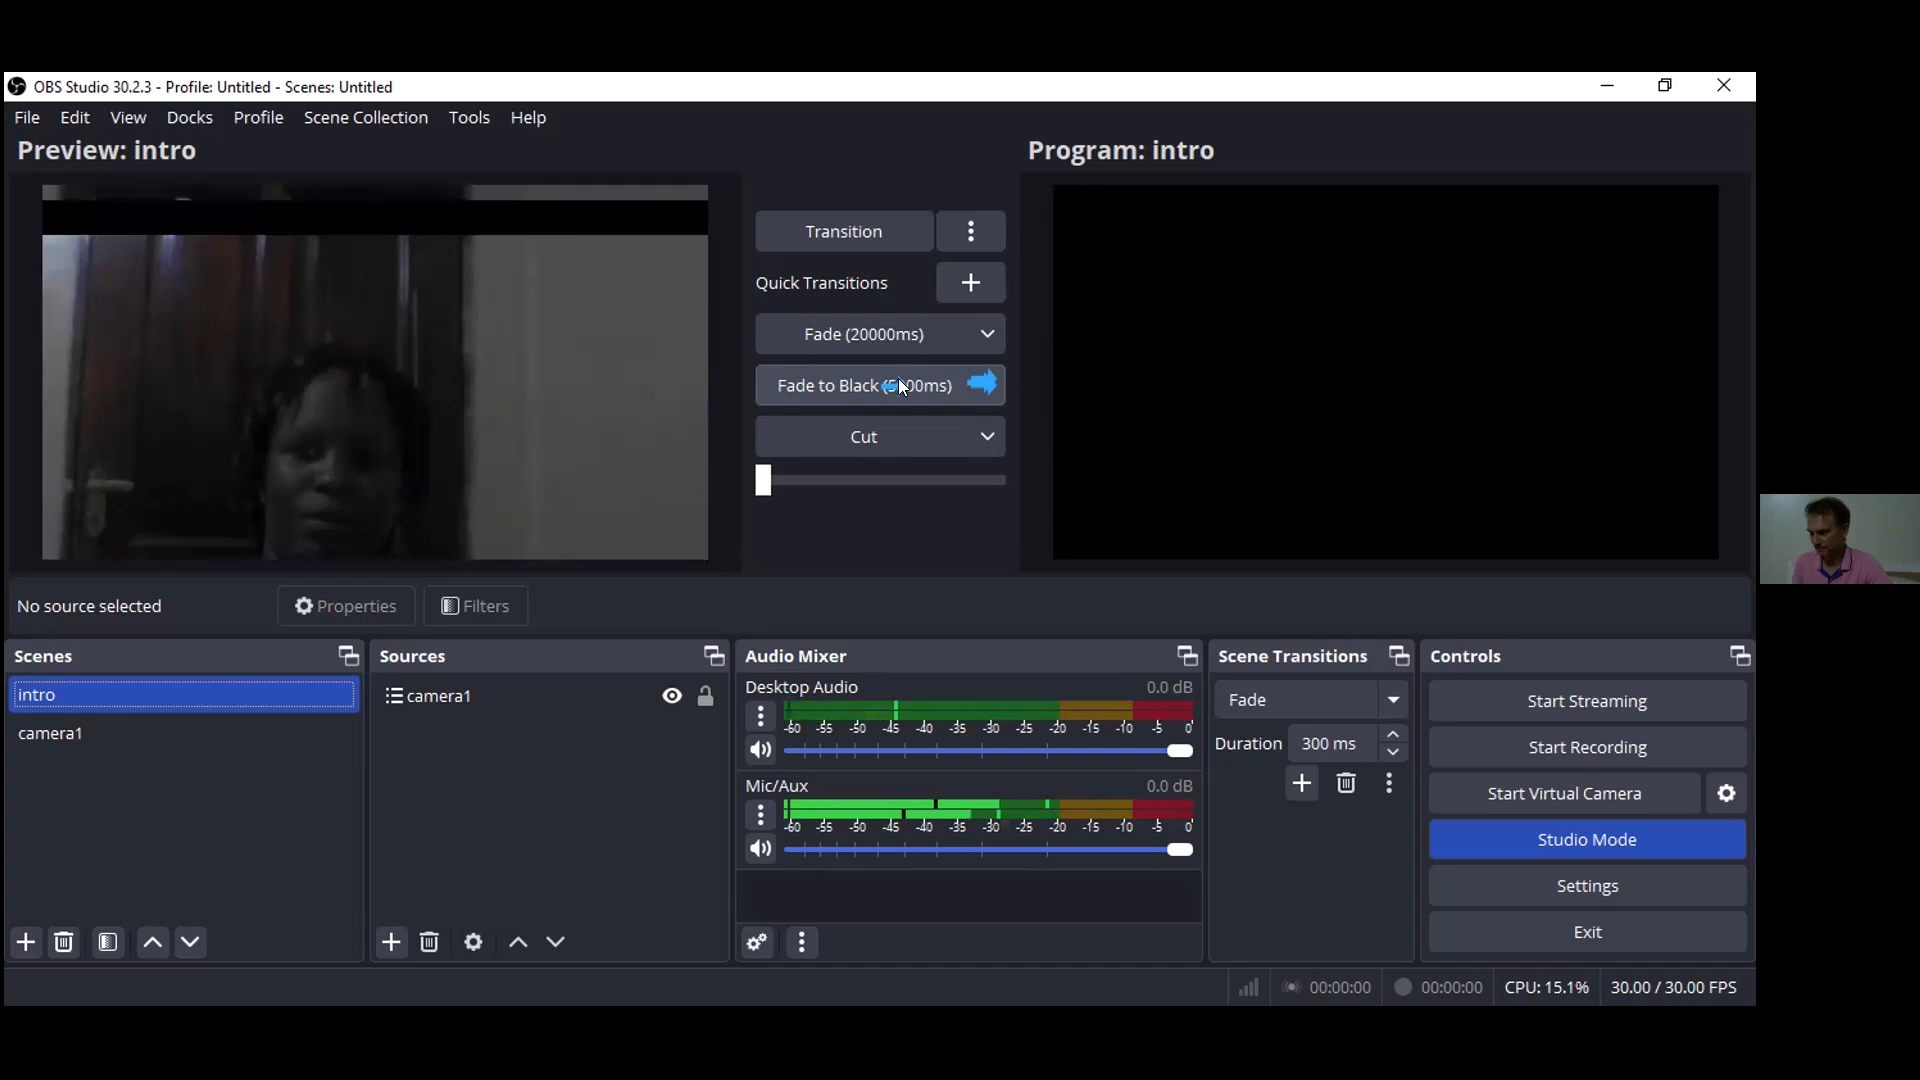 OBS Studio 30.2.3 - Profile: Untitled - Scenes: Untitled
File Edit View Docks Profile Scene Collection Tools Help
Preview: intro
Program: intro
Transition
Quick Transitions
Fade (20000ms)
Fade to Black
Cut
No source selected
Properties
Filters
Scenes
intro
camera1
Sources
camera1
Audio Mixer
Desktop Audio 0.0 dB
-60 -55 -50 -45 -40 -35 -30 -25 -20 -15 -10 -5 0
Mic/Aux 0.0 dB
-60 -55 -50 -45 -40 -35 -30 -25 -20 -15 -10 -5 0
Scene Transitions
Fade
Duration 300 ms
Controls
Start Streaming
Start Recording
Start Virtual Camera
Studio Mode
Settings
Exit
00:00:00 00:00:00 CPU: 15.1% 30.00 / 30.00 FPS